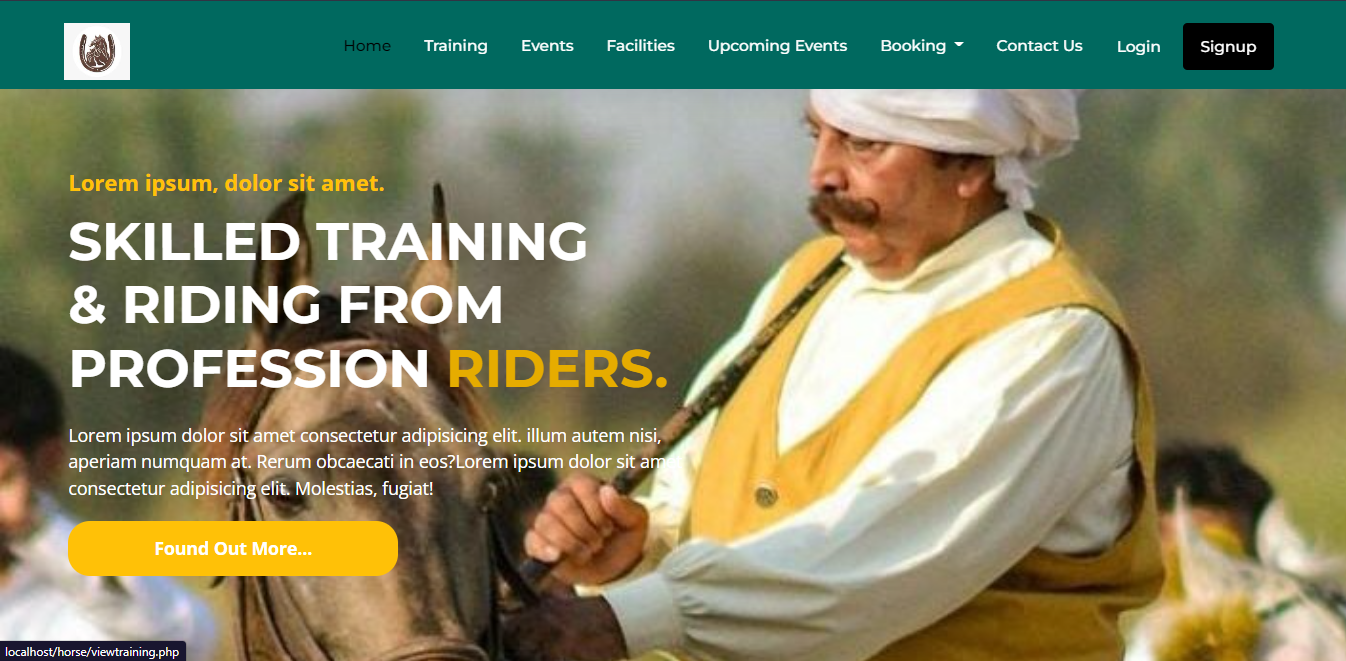 Home Training Events Facilities Upcoming Events Booking Contact Us Login Signup
Lorem ipsum, dolor sit amet.
SKILLED TRAINING
& RIDING FROM
PROFESSION RIDERS.
Lorem ipsum dolor sit amet consectetur adipisicing elit. illum autem nisi,
aperiam numquam at. Rerum obcaecati in eos?Lorem ipsum dolor sit amet
consectetur adipisicing elit. Molestias, fugiat!
Found Out More...
localhost/horse/viewtraining.php